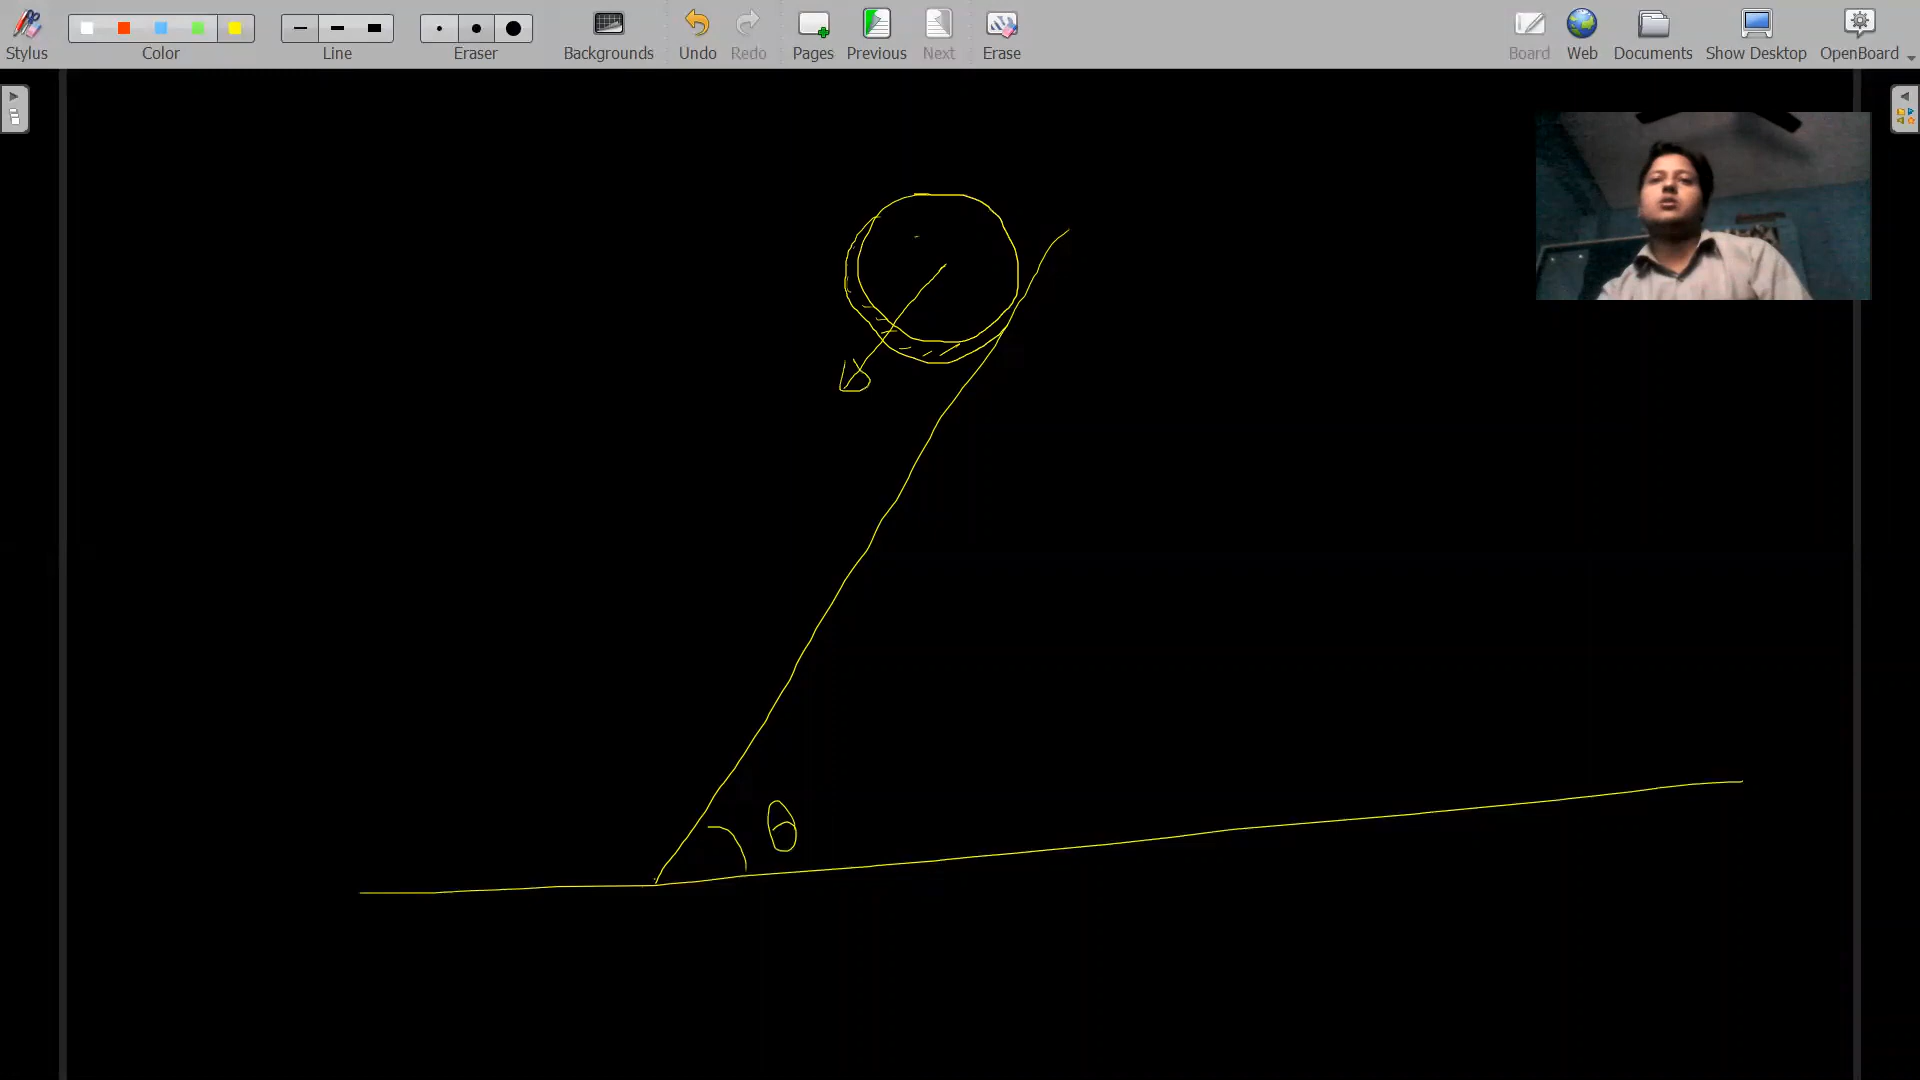 Stylus
Color
Line
Eraser
Backgrounds
Undo
Redo
Pages
Previous
Next
Erase
Board
Web
Documents
Show Desktop
OpenBoard
θ